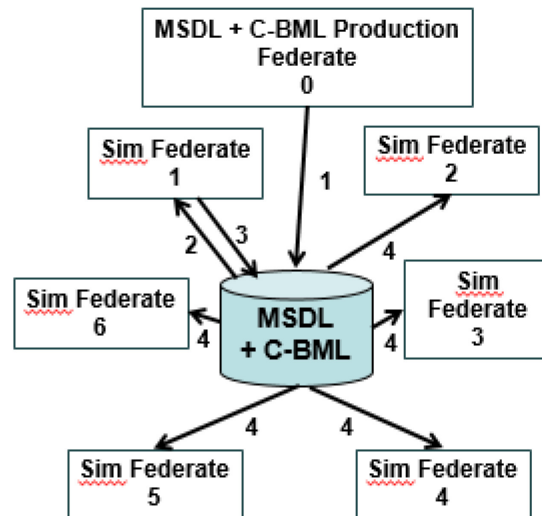 MSDL + C-BML Production
Federate
0
Sim Federate
1
Sim Federate
2
1
2
3
4
Sim Federate
6
4
MSDL
+ C-BML
4
Sim
Federate
3
4
4
Sim Federate
5
Sim Federate
4